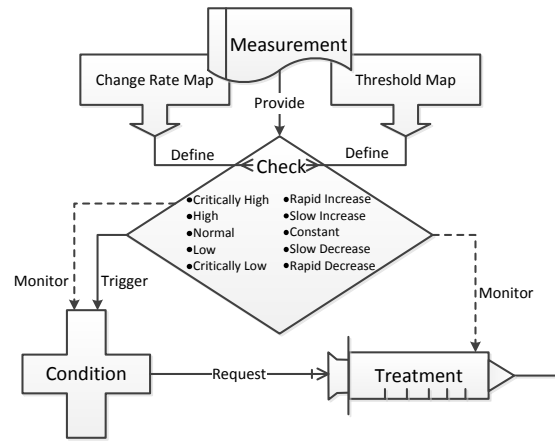 Measurement
Change Rate Map
Threshold Map
Provide
Define
Define
Check
●Critically High
●High
●Normal
●Low
●Critically Low
●Rapid Increase
●Slow Increase
●Constant
●Slow Decrease
●Rapid Decrease
Monitor
Trigger
Monitor
Condition
Request
Treatment